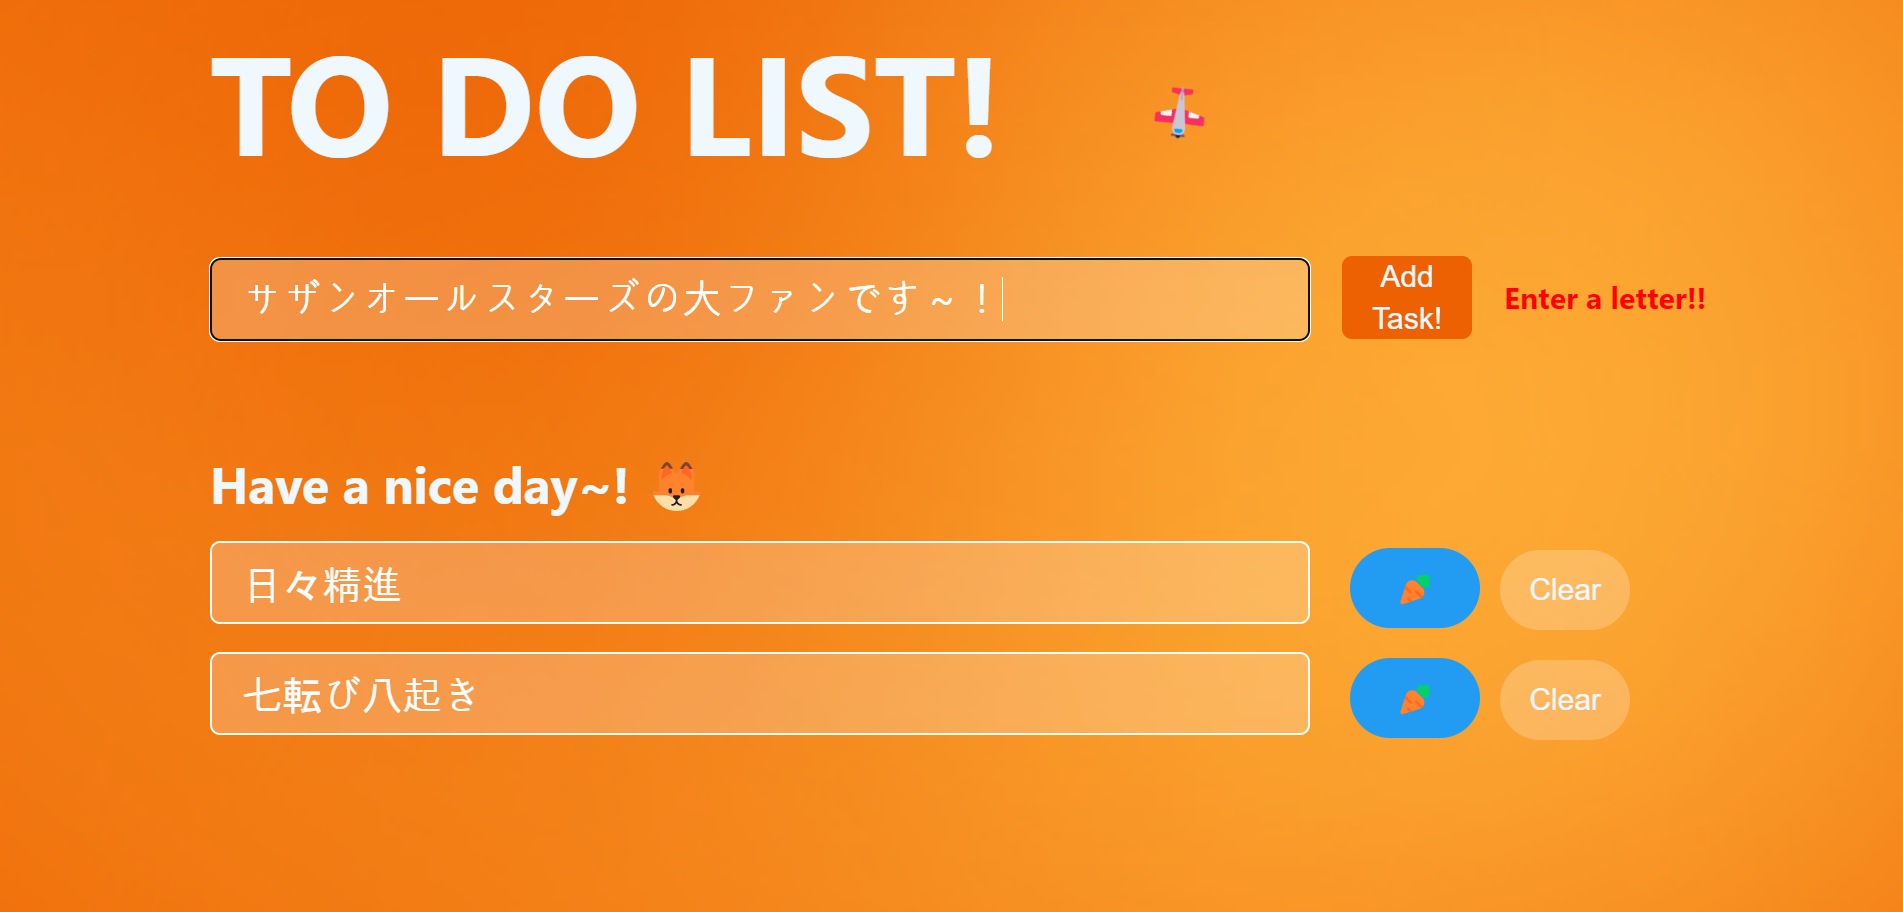 TO DO LIST!
サザンオールスターズの大ファンです～！
Add
Task!
Enter a letter!!
Have a nice day~!
日々精進
Clear
七転び八起き
Clear